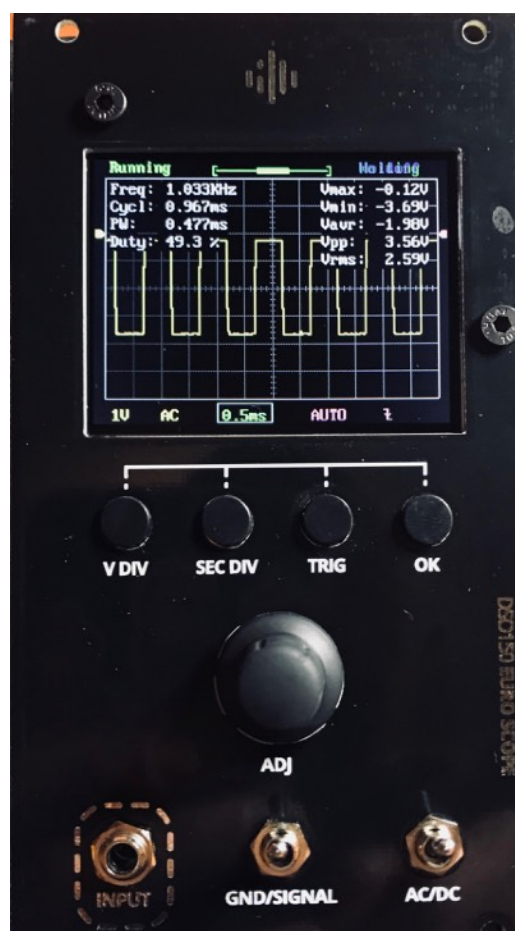 Running
Freq: 1.033KHz Vmax: -0.12V
Cycl: 0.967ms Vmin: -3.69V
PW: 0.477ms Vavr: -1.98V
Duty: 49.3 % Vpp: 3.56V
Vrms: 2.59V
1V AC 0.5ms AUTO
V DIV SEC DIV TRIG OK
DSO150 EURO SCOPE
ADJ
INPUT GND/SIGNAL AC/DC